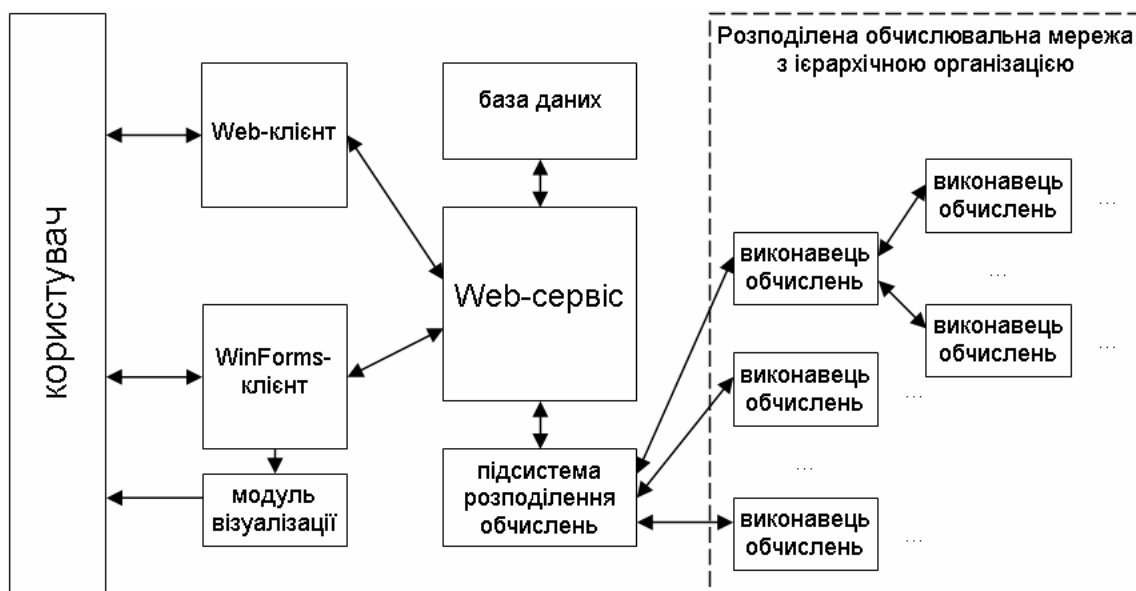 користувач
Web-клієнт
WinForms-
клієнт
модуль
візуалізації
база даних
Web-сервіс
підсистема
розподілення
обчислень
Розподілена обчислювальна мережа
з ієрархічною організацією
виконавець
обчислень
...
...
виконавець
обчислень
виконавець
обчислень
...
виконавець
обчислень
...
...
виконавець
обчислень
...